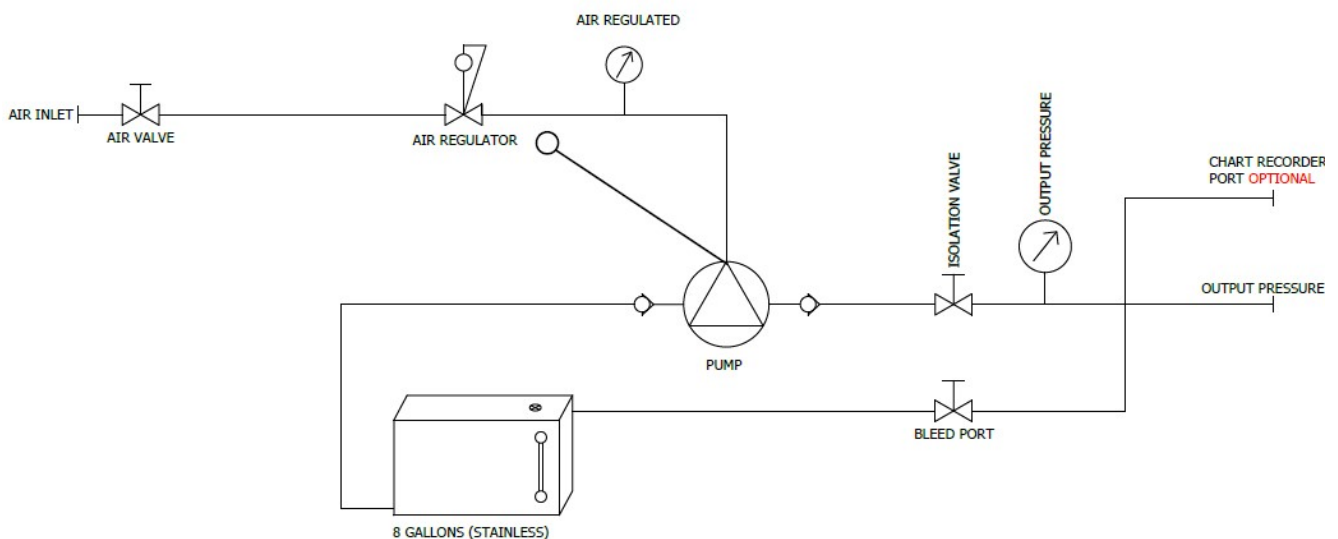 AIR REGULATED
AIR INLET
AIR VALVE
AIR REGULATOR
ISOLATION VALVE
OUTPUT PRESSURE
CHART RECORDER
PORT OPTIONAL
OUTPUT PRESSURE
PUMP
BLEED PORT
8 GALLONS (STAINLESS)